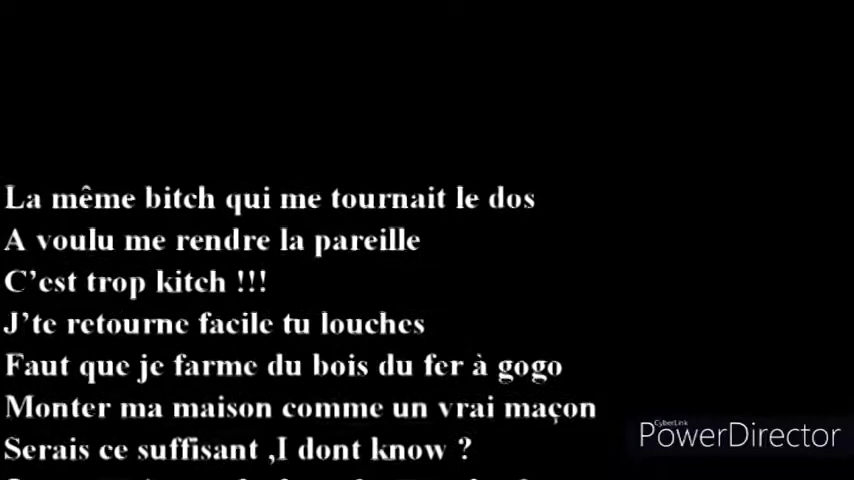 La même bitch qui me tournait le dos
A voulu me rendre la pareille
C'est trop kitch !!!
J'te retourne facile tu louches
Faut que je farme du bois du fer à gogo
Monter ma maison comme un vrai maçon
Serais ce suffisant ,I dont know ?
CyberLink
PowerDirector